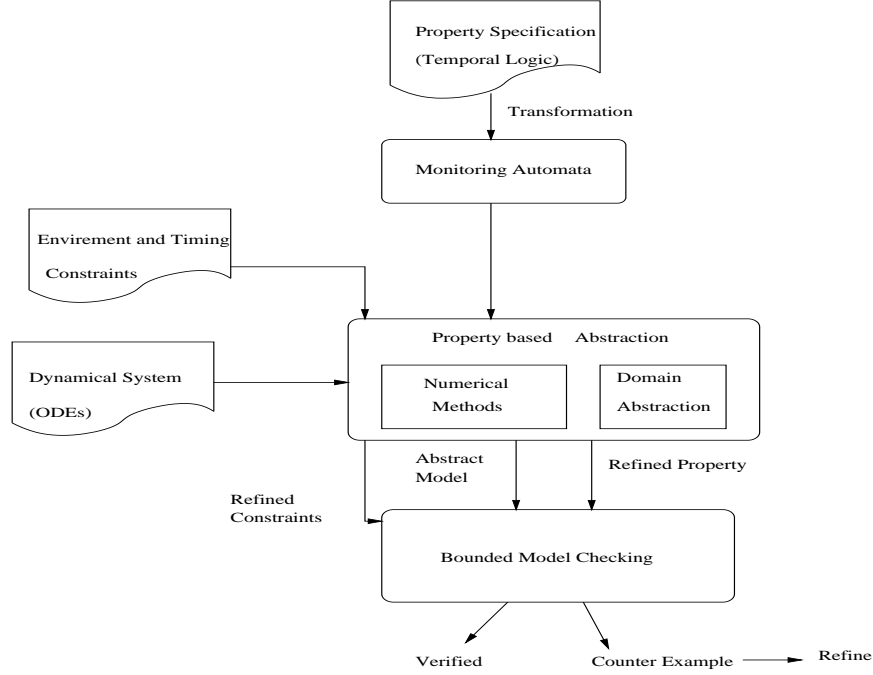 Property Specification
(Temporal Logic)
Transformation
Monitoring Automata
Envirement and Timing
Constraints
Property based Abstraction
Dynamical System
(ODEs)
Numerical
Methods
Domain
Abstraction
Abstract
Model
Refined Property
Refined
Constraints
Bounded Model Checking
Verified
Counter Example
Refine